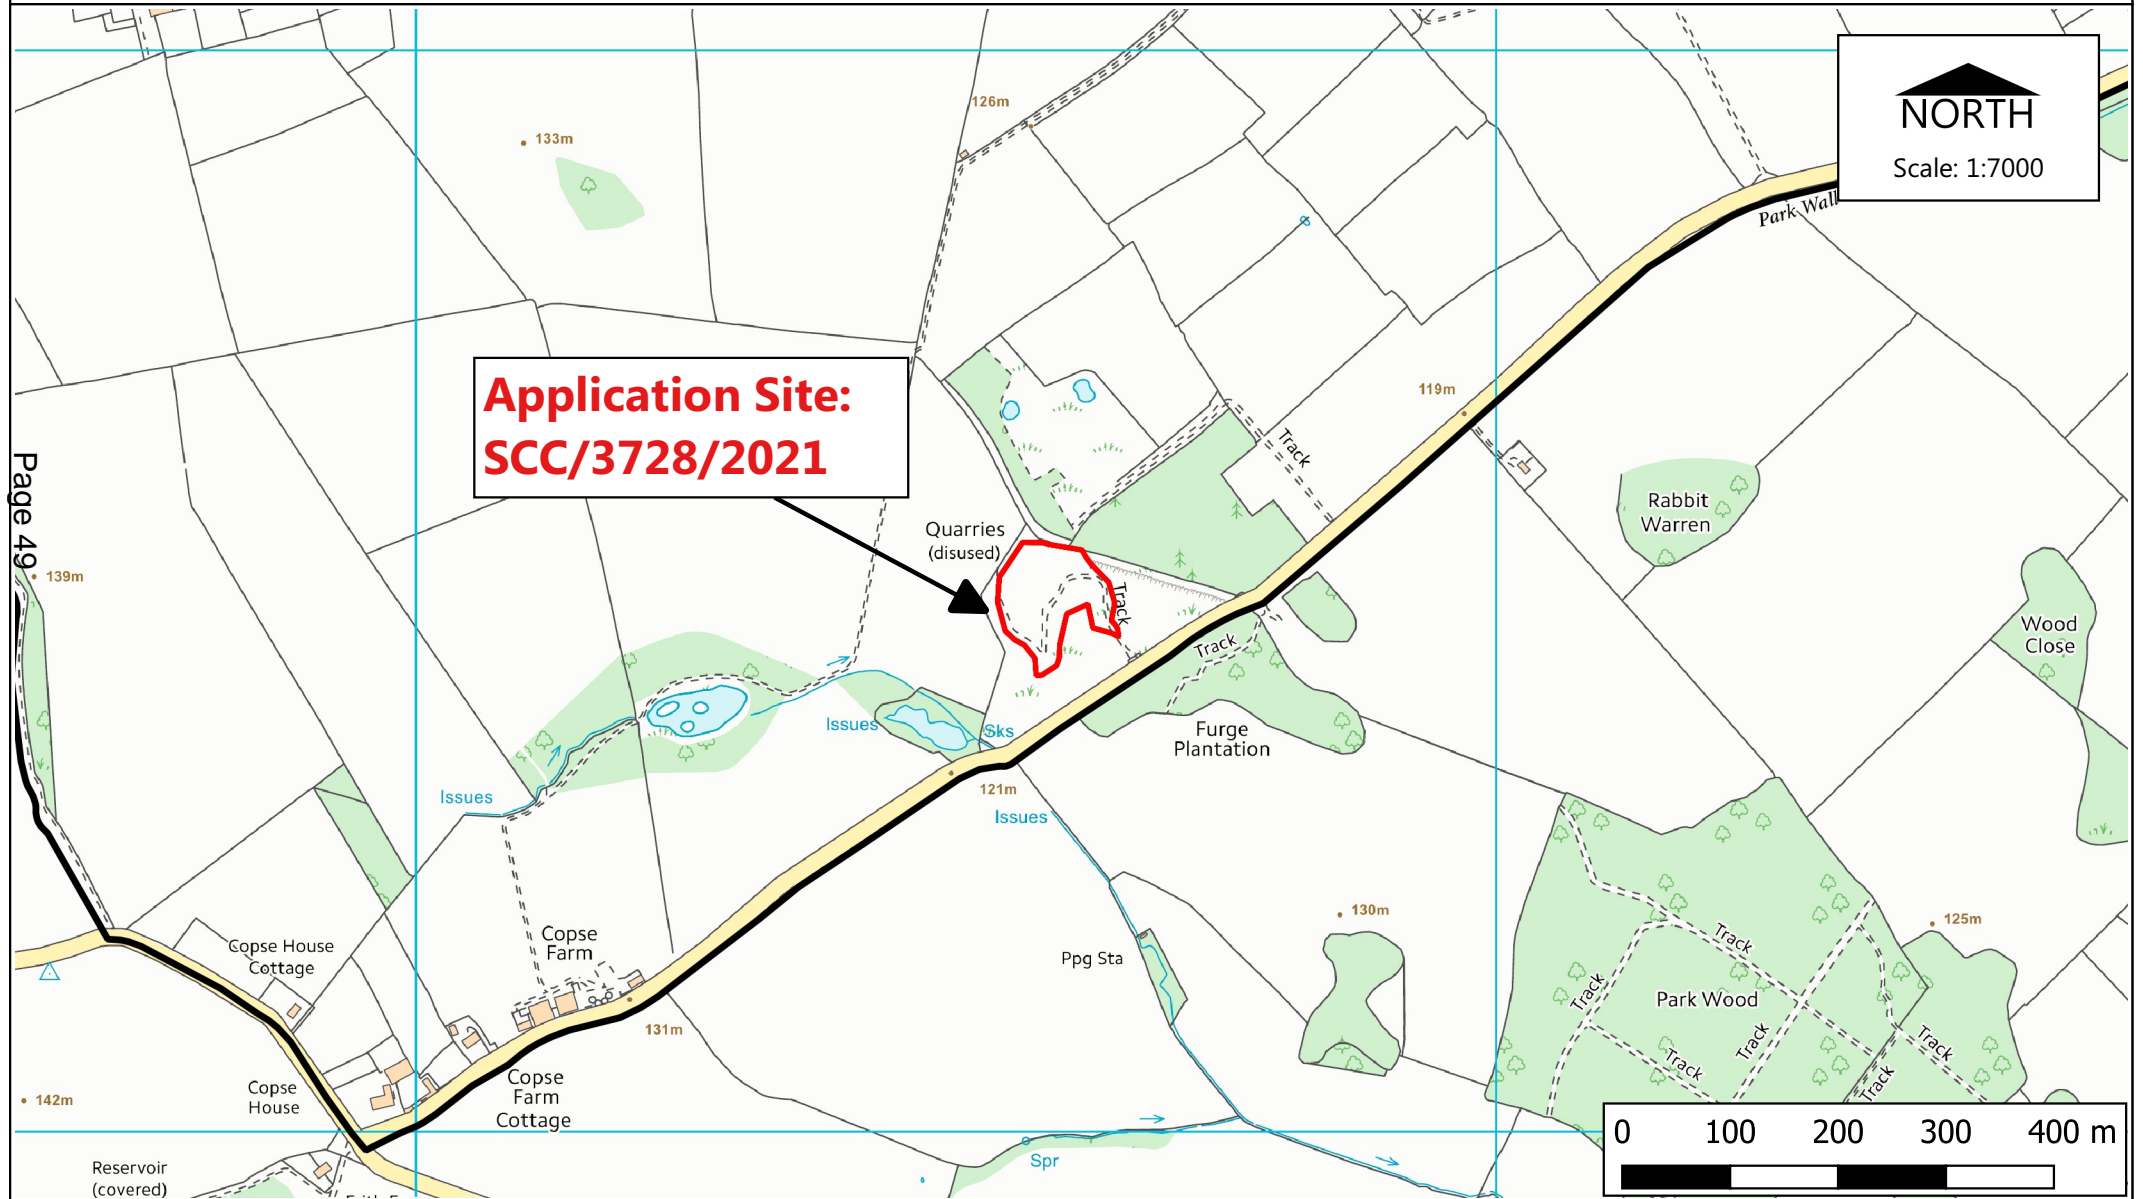 126m
133m
NORTH
Scale: 1:7000
Park Wall
Application Site:
SCC/3728/2021
119m
Track
Page 49
Quarries
(disused)
Rabbit
Warren
139m
Track
Wood
Close
Track
Issues
Sks
Furge
Plantation
Issues
121m
Issues
130m
125m
Copse House
Cottage
Copse
Farm
Ppg Sta
Track
Track
Park Wood
131m
Track
Track
Track
Track
Copse
House
Copse
Farm
Cottage
142m
0 100 200 300 400 m
Reservoir
(covered)
Spr